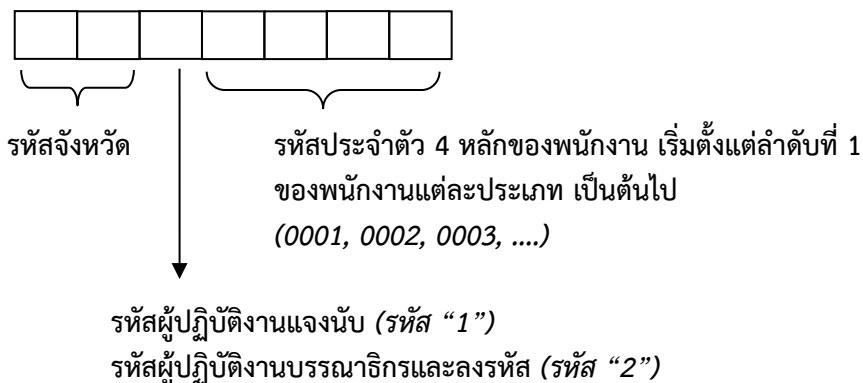 รหัสจังหวัด
รหัสประจำตัว 4 หลักของพนักงาน เริ่มตั้งแต่ลำดับที่ 1
ของพนักงานแต่ละประเภท เป็นต้นไป
(0001, 0002, 0003, ....)
รหัสผู้ปฏิบัติงานแจงนับ (รหัส “1”)
รหัสผู้ปฏิบัติงานบรรณาธิกรและลงรหัส (รหัส “2”)